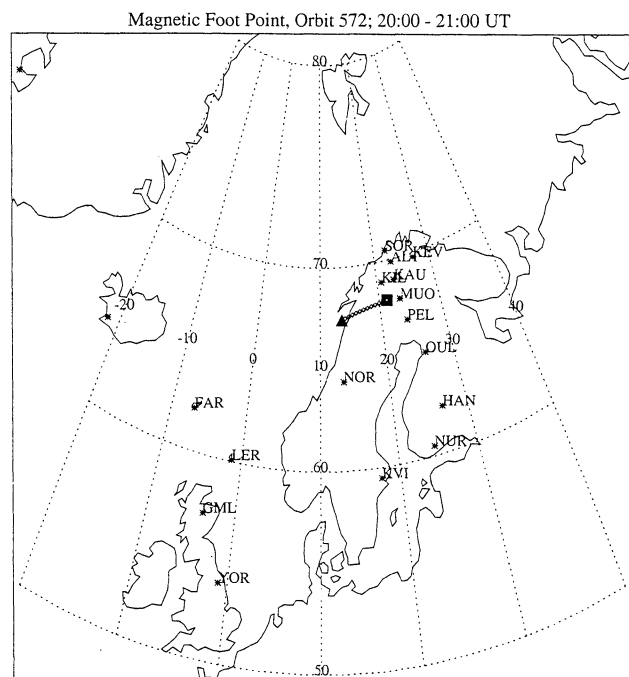 Magnetic Foot Point, Orbit 572; 20:00 - 21:00 UT
80
SOR
ALT
KEV
70
KIL
KAU
MUO
-20
40
PEL
-10
30
OUL
0
10
20
NOR
FAR
HAN
NUR
LER
60
KVI
GML
YOR
50